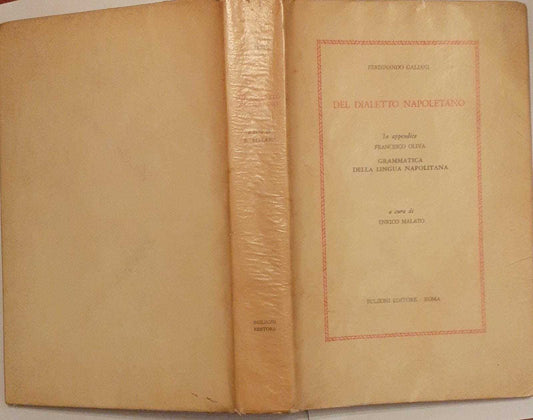 FERDINANDO GALIANI
DEL DIALETTO NAPOLETANO
In appendice
FRANCESCO OLIVA
GRAMMATICA
DELLA LINGUA NAPOLITANA
a cura di
ENRICO MALATO
BULZONI EDITORE - ROMA
BULZONI
EDITORE